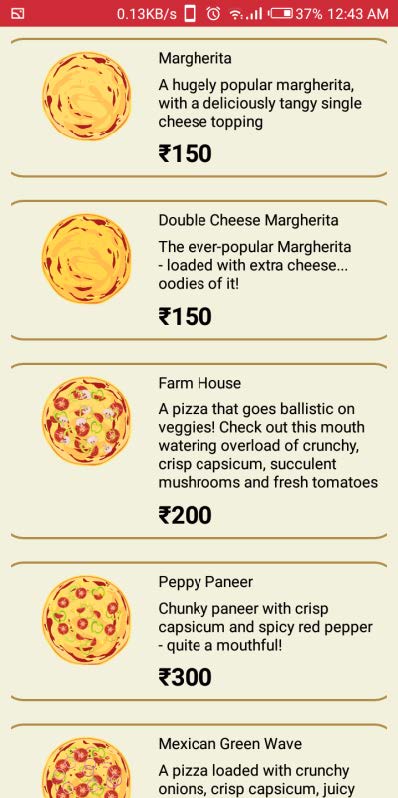 0.13KB/s 37% 12:43 AM
Margherita
A hugely popular margherita,
with a deliciously tangy single
cheese topping
₹150
Double Cheese Margherita
The ever-popular Margherita
- loaded with extra cheese...
oodies of it!
₹150
Farm House
A pizza that goes ballistic on
veggies! Check out this mouth
watering overload of crunchy,
crisp capsicum, succulent
mushrooms and fresh tomatoes
₹200
Peppy Paneer
Chunky paneer with crisp
capsicum and spicy red pepper
- quite a mouthful!
₹300
Mexican Green Wave
A pizza loaded with crunchy
onions, crisp capsicum, juicy